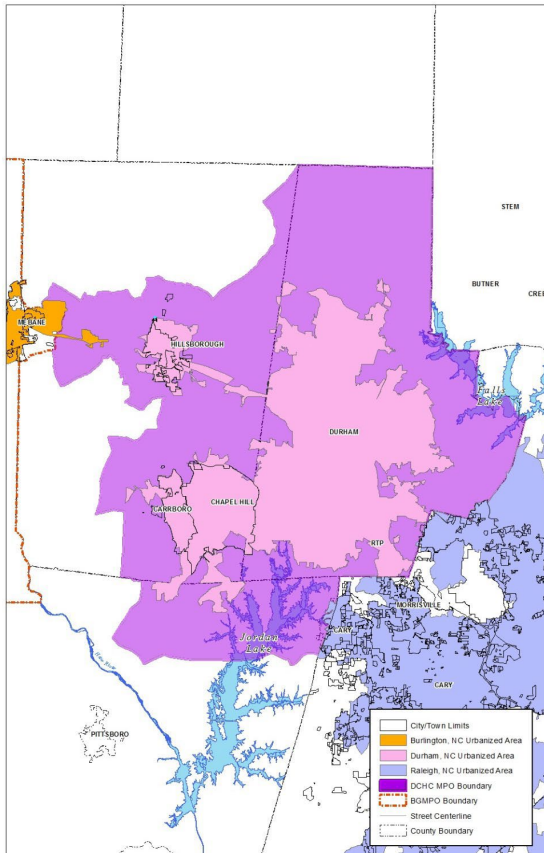 STEM
BUTNER
CREE
MEBANE
HILLSBOROUGH
Falls
Lake
DURHAM
CHAPEL HILL
CARRBORO
RTP
MORRISVILLE
CARY
Jordan
Lake
CARY
PITTSBORO
City/Town Limits
Burlington, NC Urbanized Area
Durham, NC Urbanized Area
Raleigh, NC Urbanized Area
DCHC MPO Boundary
BGMPO Boundary
Street Centerline
County Boundary